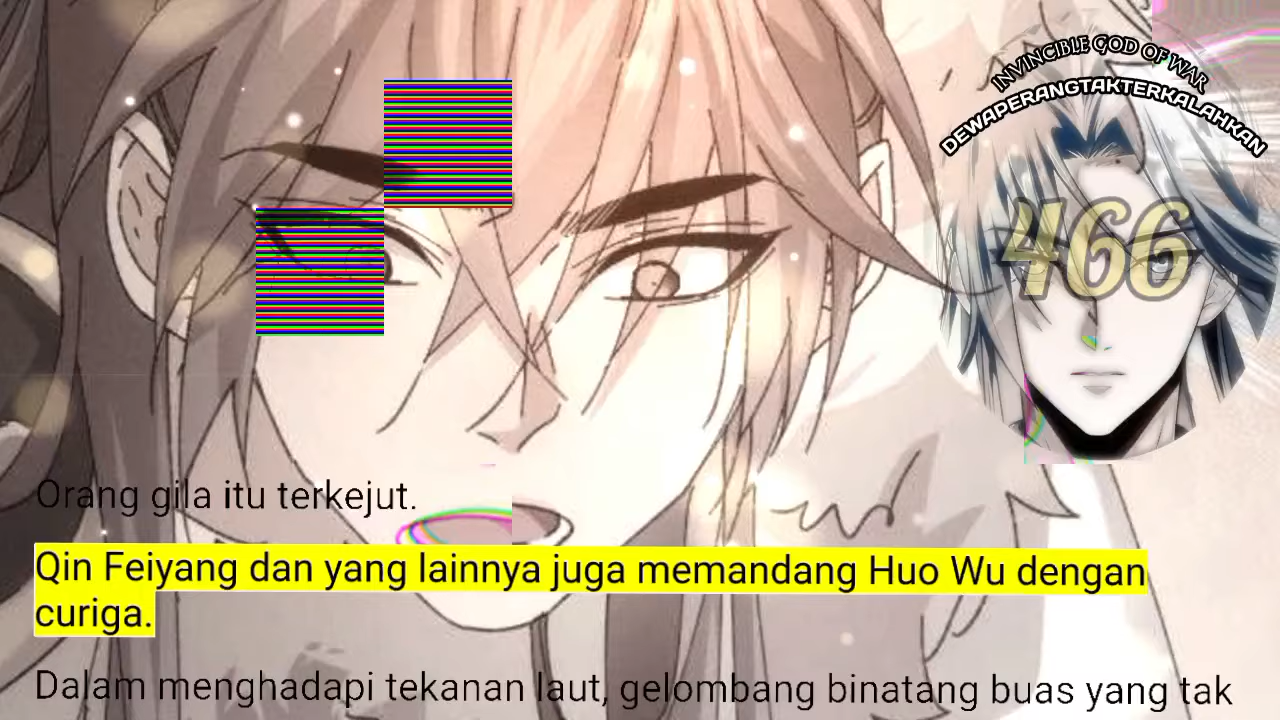 INVINCIBLE GOD OF WAR
DEWAPERANGTAKTERKALAHKAN
466
Orang gila itu terkejut.
Qin Feiyang dan yang lainnya juga memandang Huo Wu dengan
curiga.
Dalam menghadapi tekanan laut, gelombang binatang buas yang tak